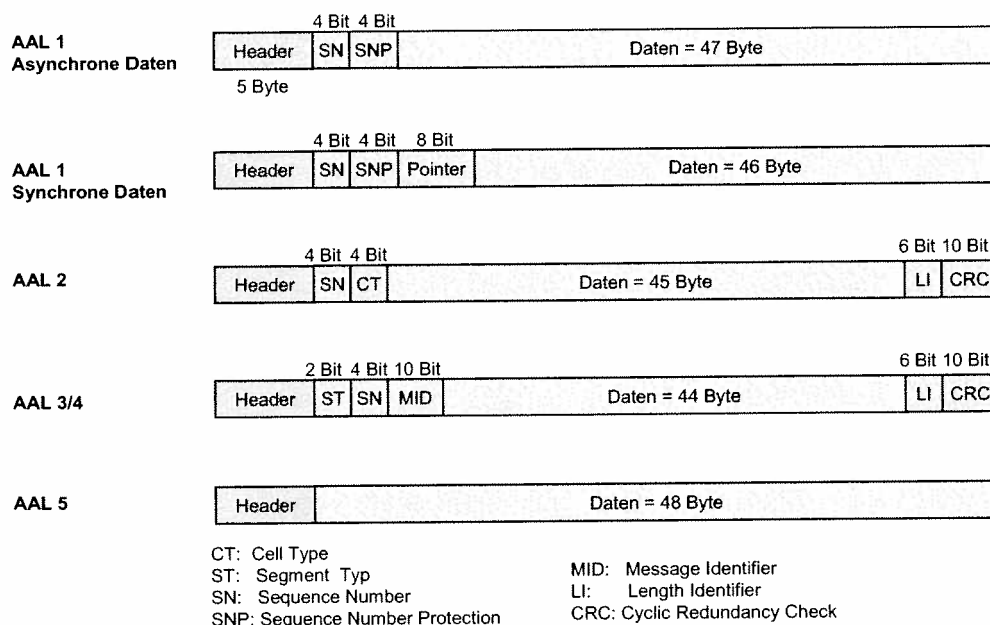 4 Bit 4 Bit
AAL 1
Asynchrone Daten
Header SN SNP Daten = 47 Byte
5 Byte
4 Bit 4 Bit 8 Bit
AAL 1
Synchrone Daten
Header SN SNP Pointer Daten = 46 Byte
4 Bit 4 Bit 6 Bit 10 Bit
AAL 2
Header SN CT Daten = 45 Byte LI CRC
2 Bit 4 Bit 10 Bit 6 Bit 10 Bit
AAL 3/4
Header ST SN MID Daten = 44 Byte LI CRC
AAL 5
Header Daten = 48 Byte
CT: Cell Type
ST: Segment Typ
SN: Sequence Number
SNP: Sequence Number Protection
MID: Message Identifier
LI: Length Identifier
CRC: Cyclic Redundancy Check